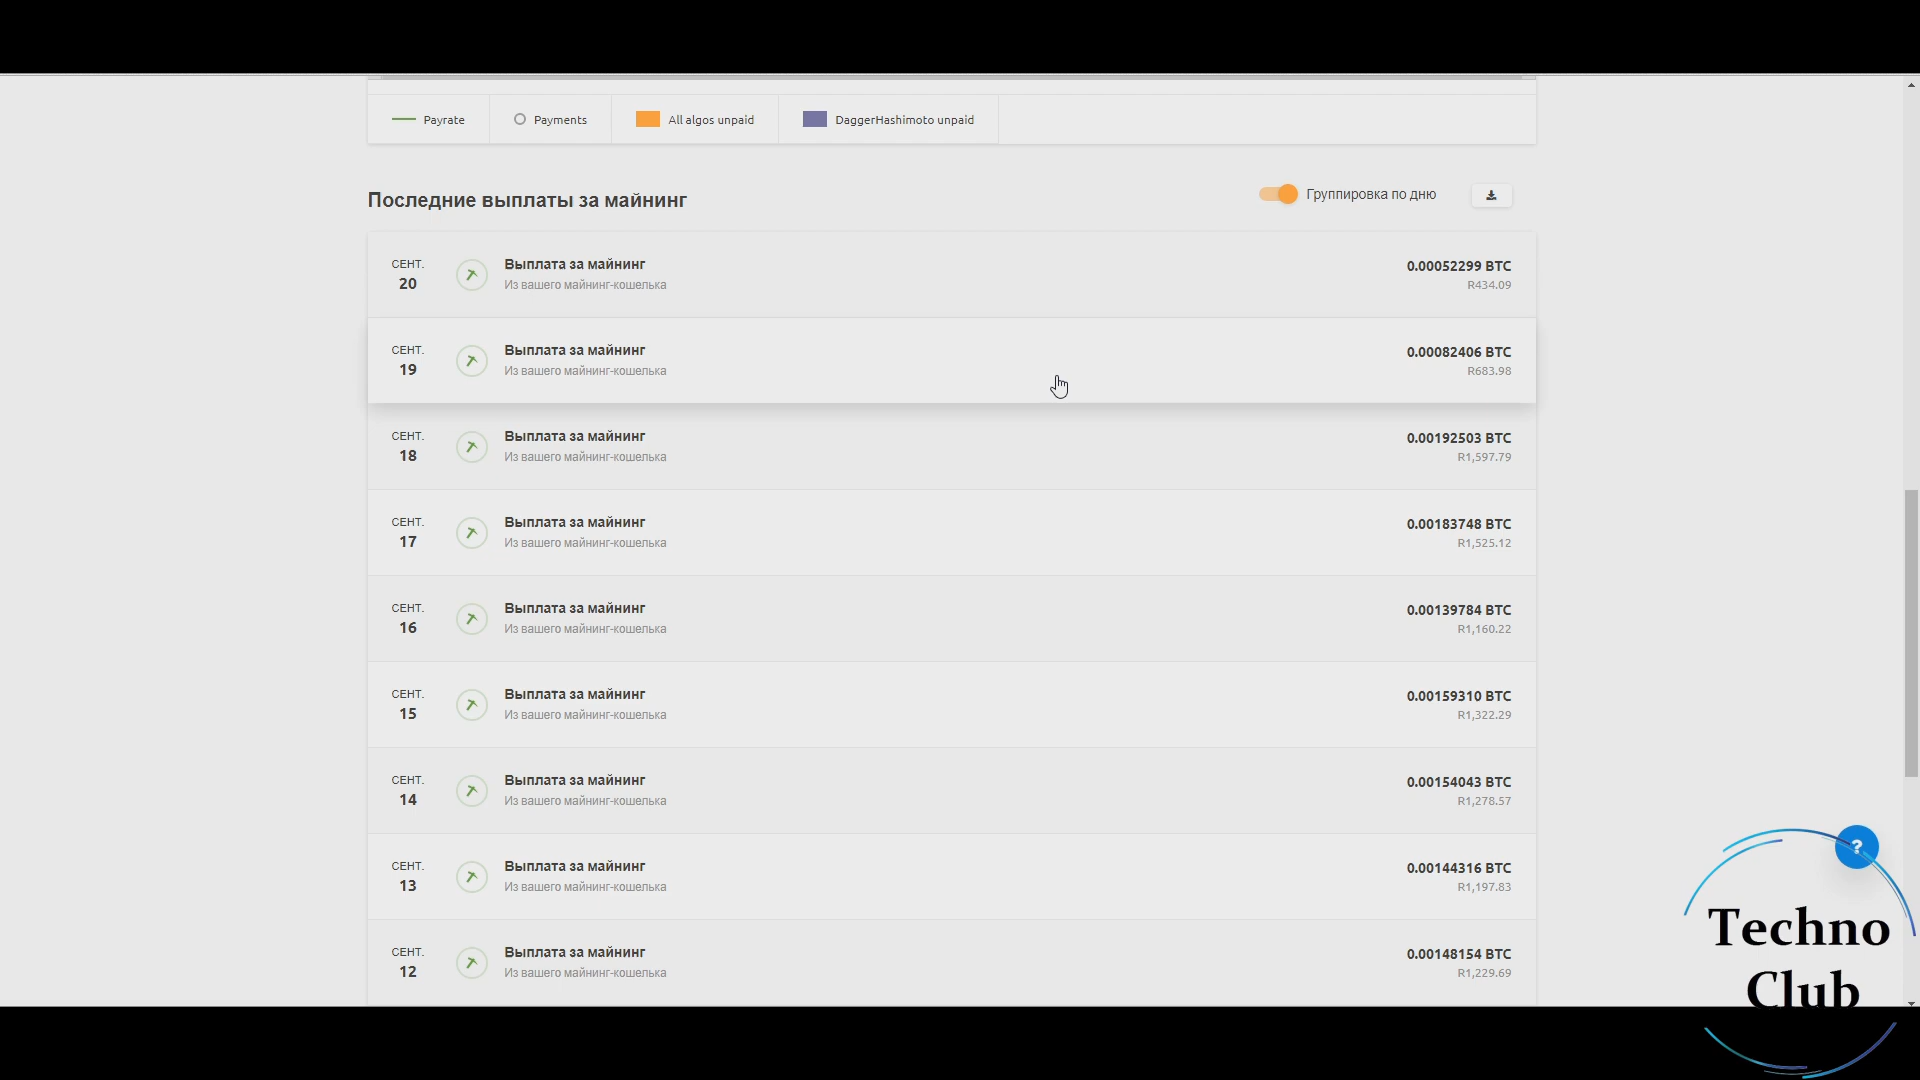 Payrate
Payments
All algos unpaid
DaggerHashimoto unpaid
Последние выплаты за майнинг
Группировка по дню
СЕНТ.
20
Выплата за майнинг
Из вашего майнинг-кошелька
0.00052299 BTC
R434.09
СЕНТ.
19
Выплата за майнинг
Из вашего майнинг-кошелька
0.00082406 BTC
R683.98
СЕНТ.
18
Выплата за майнинг
Из вашего майнинг-кошелька
0.00192503 BTC
R1,597.79
СЕНТ.
17
Выплата за майнинг
Из вашего майнинг-кошелька
0.00183748 BTC
R1,525.12
СЕНТ.
16
Выплата за майнинг
Из вашего майнинг-кошелька
0.00139784 BTC
R1,160.22
СЕНТ.
15
Выплата за майнинг
Из вашего майнинг-кошелька
0.00159310 BTC
R1,322.29
СЕНТ.
14
Выплата за майнинг
Из вашего майнинг-кошелька
0.00154043 BTC
R1,278.57
СЕНТ.
13
Выплата за майнинг
Из вашего майнинг-кошелька
0.00144316 BTC
R1,197.83
СЕНТ.
12
Выплата за майнинг
Из вашего майнинг-кошелька
0.00148154 BTC
R1,229.69
?
Techno
Club